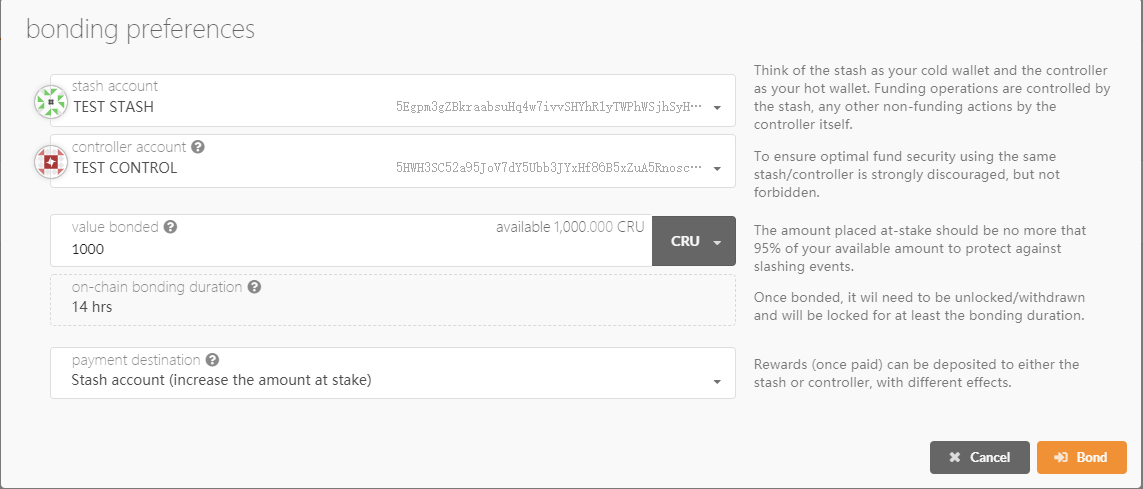 bonding preferences
stash account
TEST STASH
5Egpm3gZBkraabsuHq4w7ivvSHYhRlyTWPhWSjhSyH…
Think of the stash as your cold wallet and the controller
as your hot wallet. Funding operations are controlled by
the stash, any other non-funding actions by the
controller itself.
controller account
TEST CONTROL
5HWH3SC52a95JoV7dY5Ubb3JYxHf86B5xZuA5Rnosc…
To ensure optimal fund security using the same
stash/controller is strongly discouraged, but not
forbidden.
value bonded
1000
available 1,000.000 CRU
CRU
The amount placed at-stake should be no more that
95% of your available amount to protect against
slashing events.
on-chain bonding duration
14 hrs
Once bonded, it wil need to be unlocked/withdrawn
and will be locked for at least the bonding duration.
payment destination
Stash account (increase the amount at stake)
Rewards (once paid) can be deposited to either the
stash or controller, with different effects.
Cancel
Bond